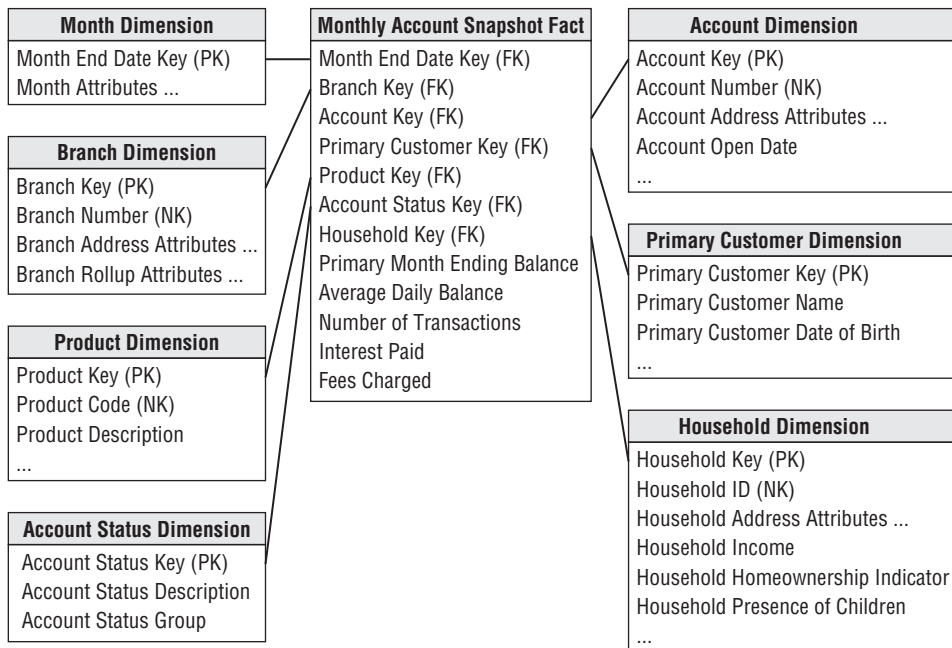 Month Dimension
Month End Date Key (PK)
Month Attributes ...
Branch Dimension
Branch Key (PK)
Branch Number (NK)
Branch Address Attributes ...
Branch Rollup Attributes ...
Product Dimension
Product Key (PK)
Product Code (NK)
Product Description
...
Account Status Dimension
Account Status Key (PK)
Account Status Description
Account Status Group
Monthly Account Snapshot Fact
Month End Date Key (FK)
Branch Key (FK)
Account Key (FK)
Primary Customer Key (FK)
Product Key (FK)
Account Status Key (FK)
Household Key (FK)
Primary Month Ending Balance
Average Daily Balance
Number of Transactions
Interest Paid
Fees Charged
Account Dimension
Account Key (PK)
Account Number (NK)
Account Address Attributes ...
Account Open Date
...
Primary Customer Dimension
Primary Customer Key (PK)
Primary Customer Name
Primary Customer Date of Birth
...
Household Dimension
Household Key (PK)
Household ID (NK)
Household Address Attributes ...
Household Income
Household Homeownership Indicator
Household Presence of Children
...